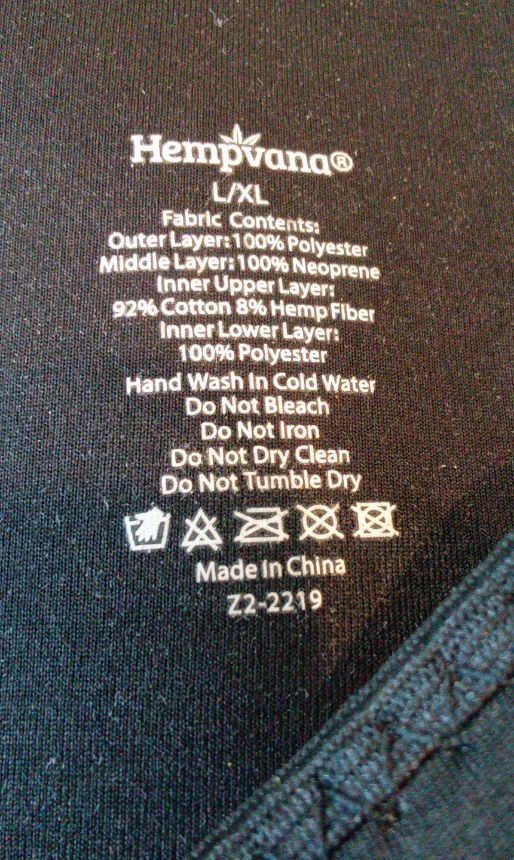 Hempvana®
L/XL
Fabric Contents:
Outer Layer:100% Polyester
Middle Layer:100% Neoprene
Inner Upper Layer:
92% Cotton 8% Hemp Fiber
Inner Lower Layer:
100% Polyester
Hand Wash In Cold Water
Do Not Bleach
Do Not Iron
Do Not Dry Clean
Do Not Tumble Dry
Made In China
Z2-2219